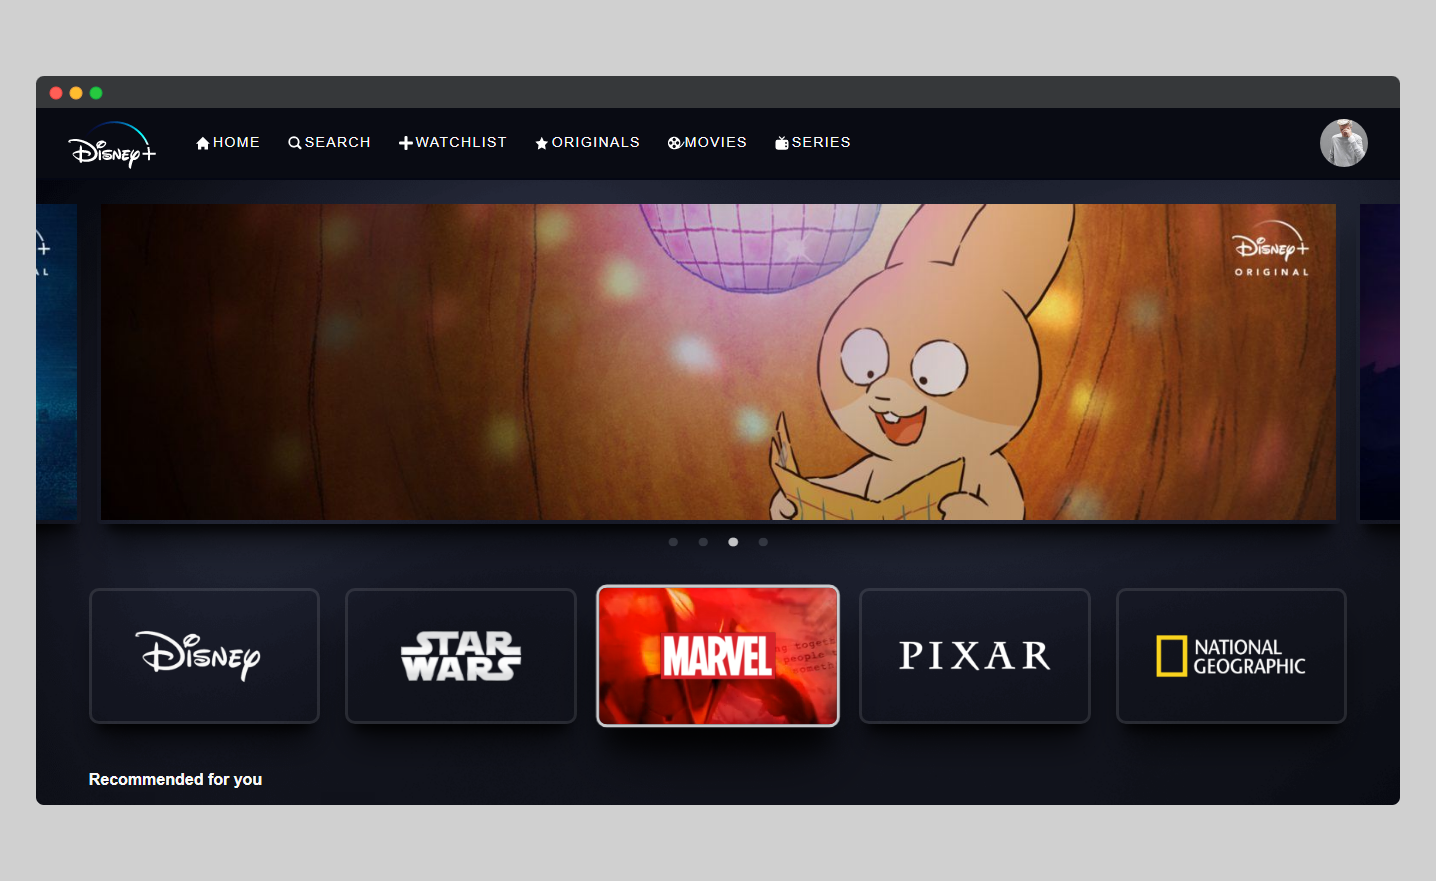 Disney+
HOME
SEARCH
WATCHLIST
ORIGINALS
MOVIES
SERIES
Disney+
ORIGINAL
Disney
STAR
WARS
MARVEL
people
PIXAR
NATIONAL
GEOGRAPHIC
Recommended for you